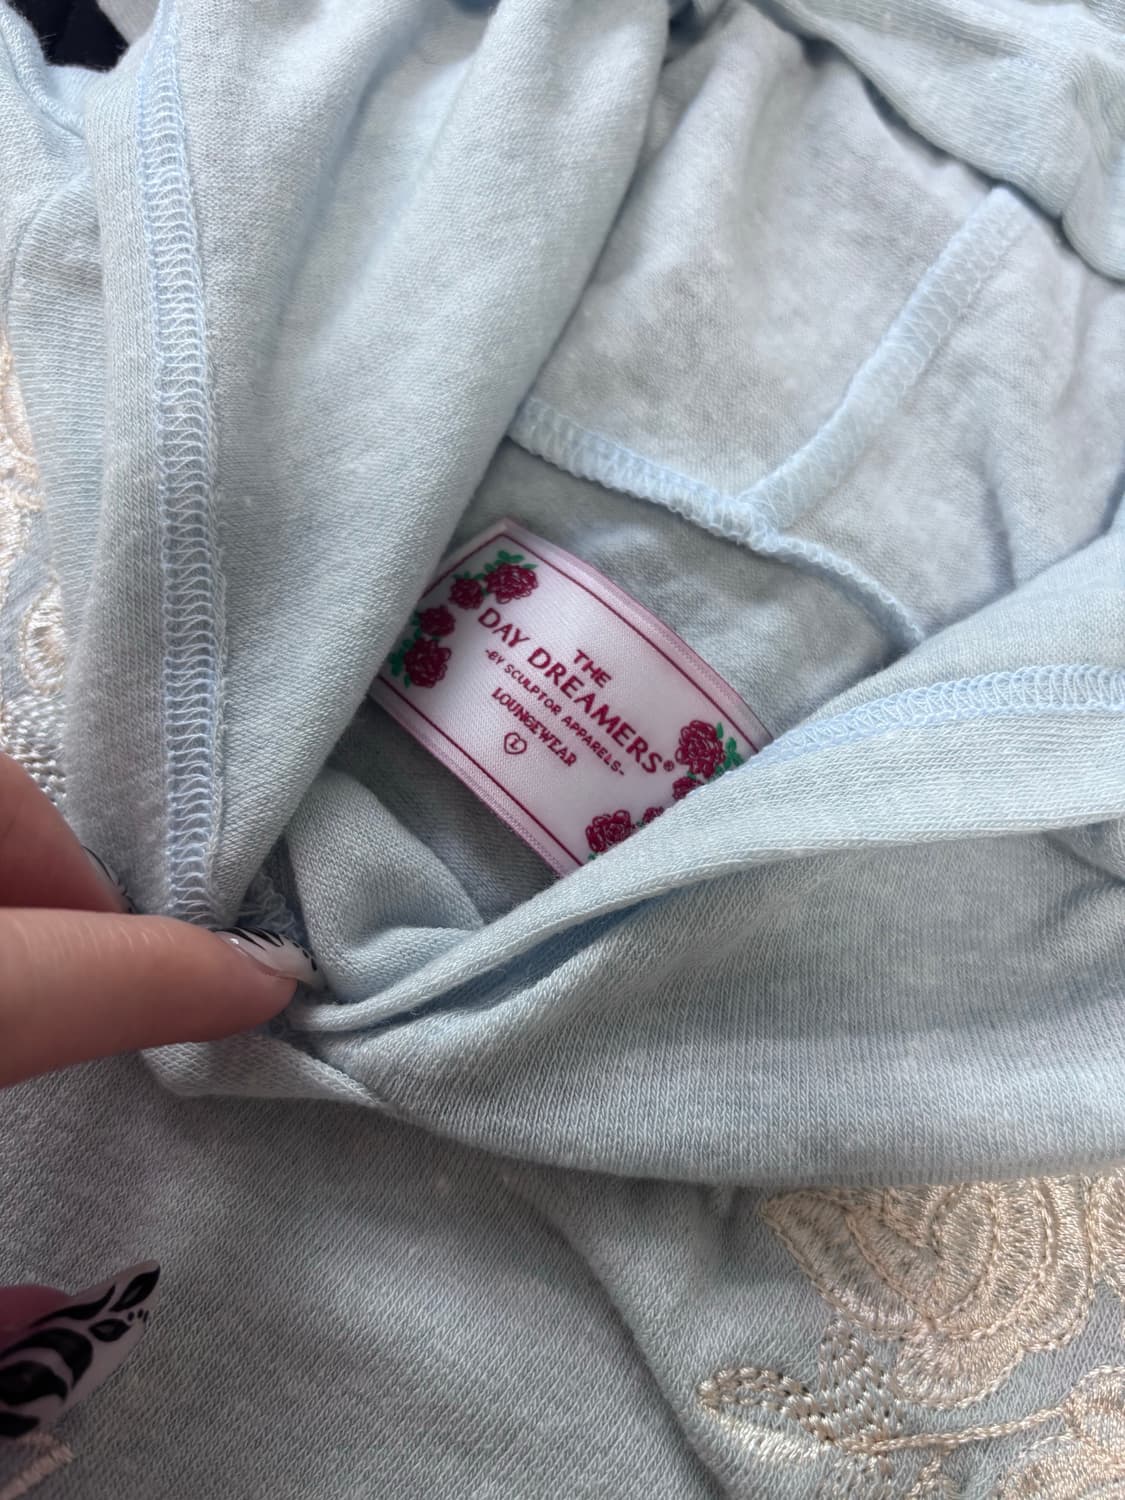 THE
DAY DREAMERS®
-BY SCULPTOR APPARELS-
LOUNGEWEAR
L